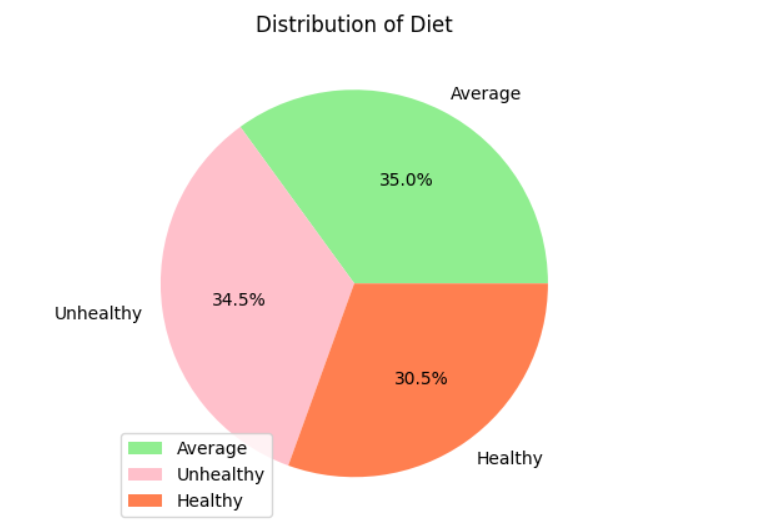 Distribution of Diet
Average
35.0%
Unhealthy
34.5%
30.5%
Healthy
Average
Unhealthy
Healthy